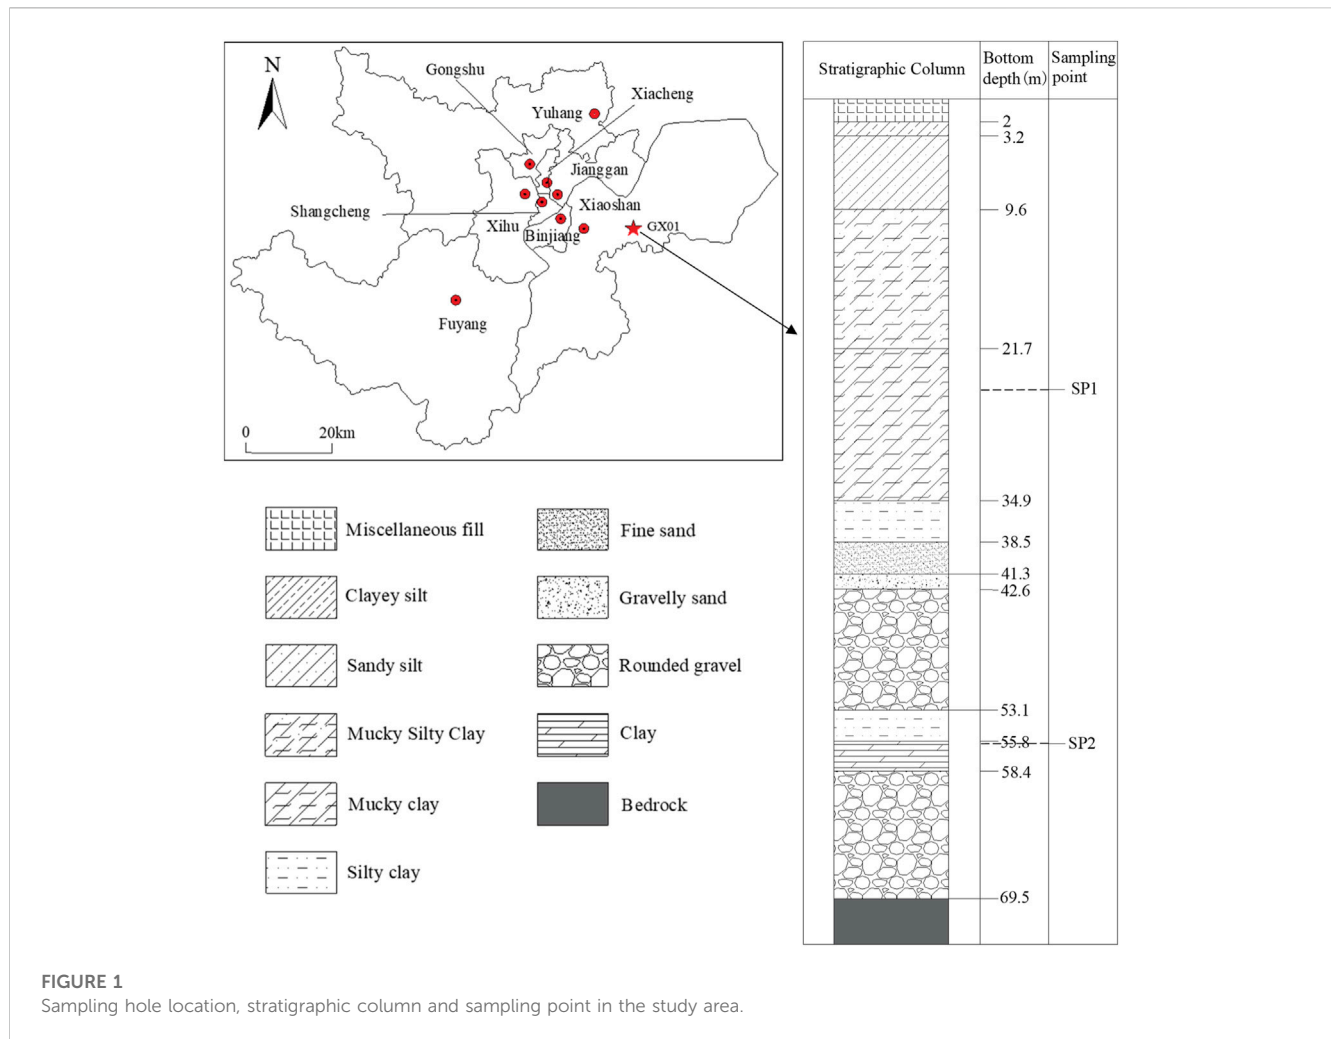 N
Gongshu
Xiacheng
Yuhang
Jianggan
Shangcheng
Xiaoshan
Xihu
Binjiang
GX01
Fuyang
0
20km
Stratigraphic Column
Bottom depth (m)
Sampling point
2
3.2
9.6
21.7
SP1
34.9
38.5
41.3
42.6
53.1
55.8
SP2
58.4
69.5
Miscellaneous fill
Clayey silt
Sandy silt
Mucky Silty Clay
Mucky clay
Silty clay
Fine sand
Gravelly sand
Rounded gravel
Clay
Bedrock
FIGURE 1
Sampling hole location, stratigraphic column and sampling point in the study area.